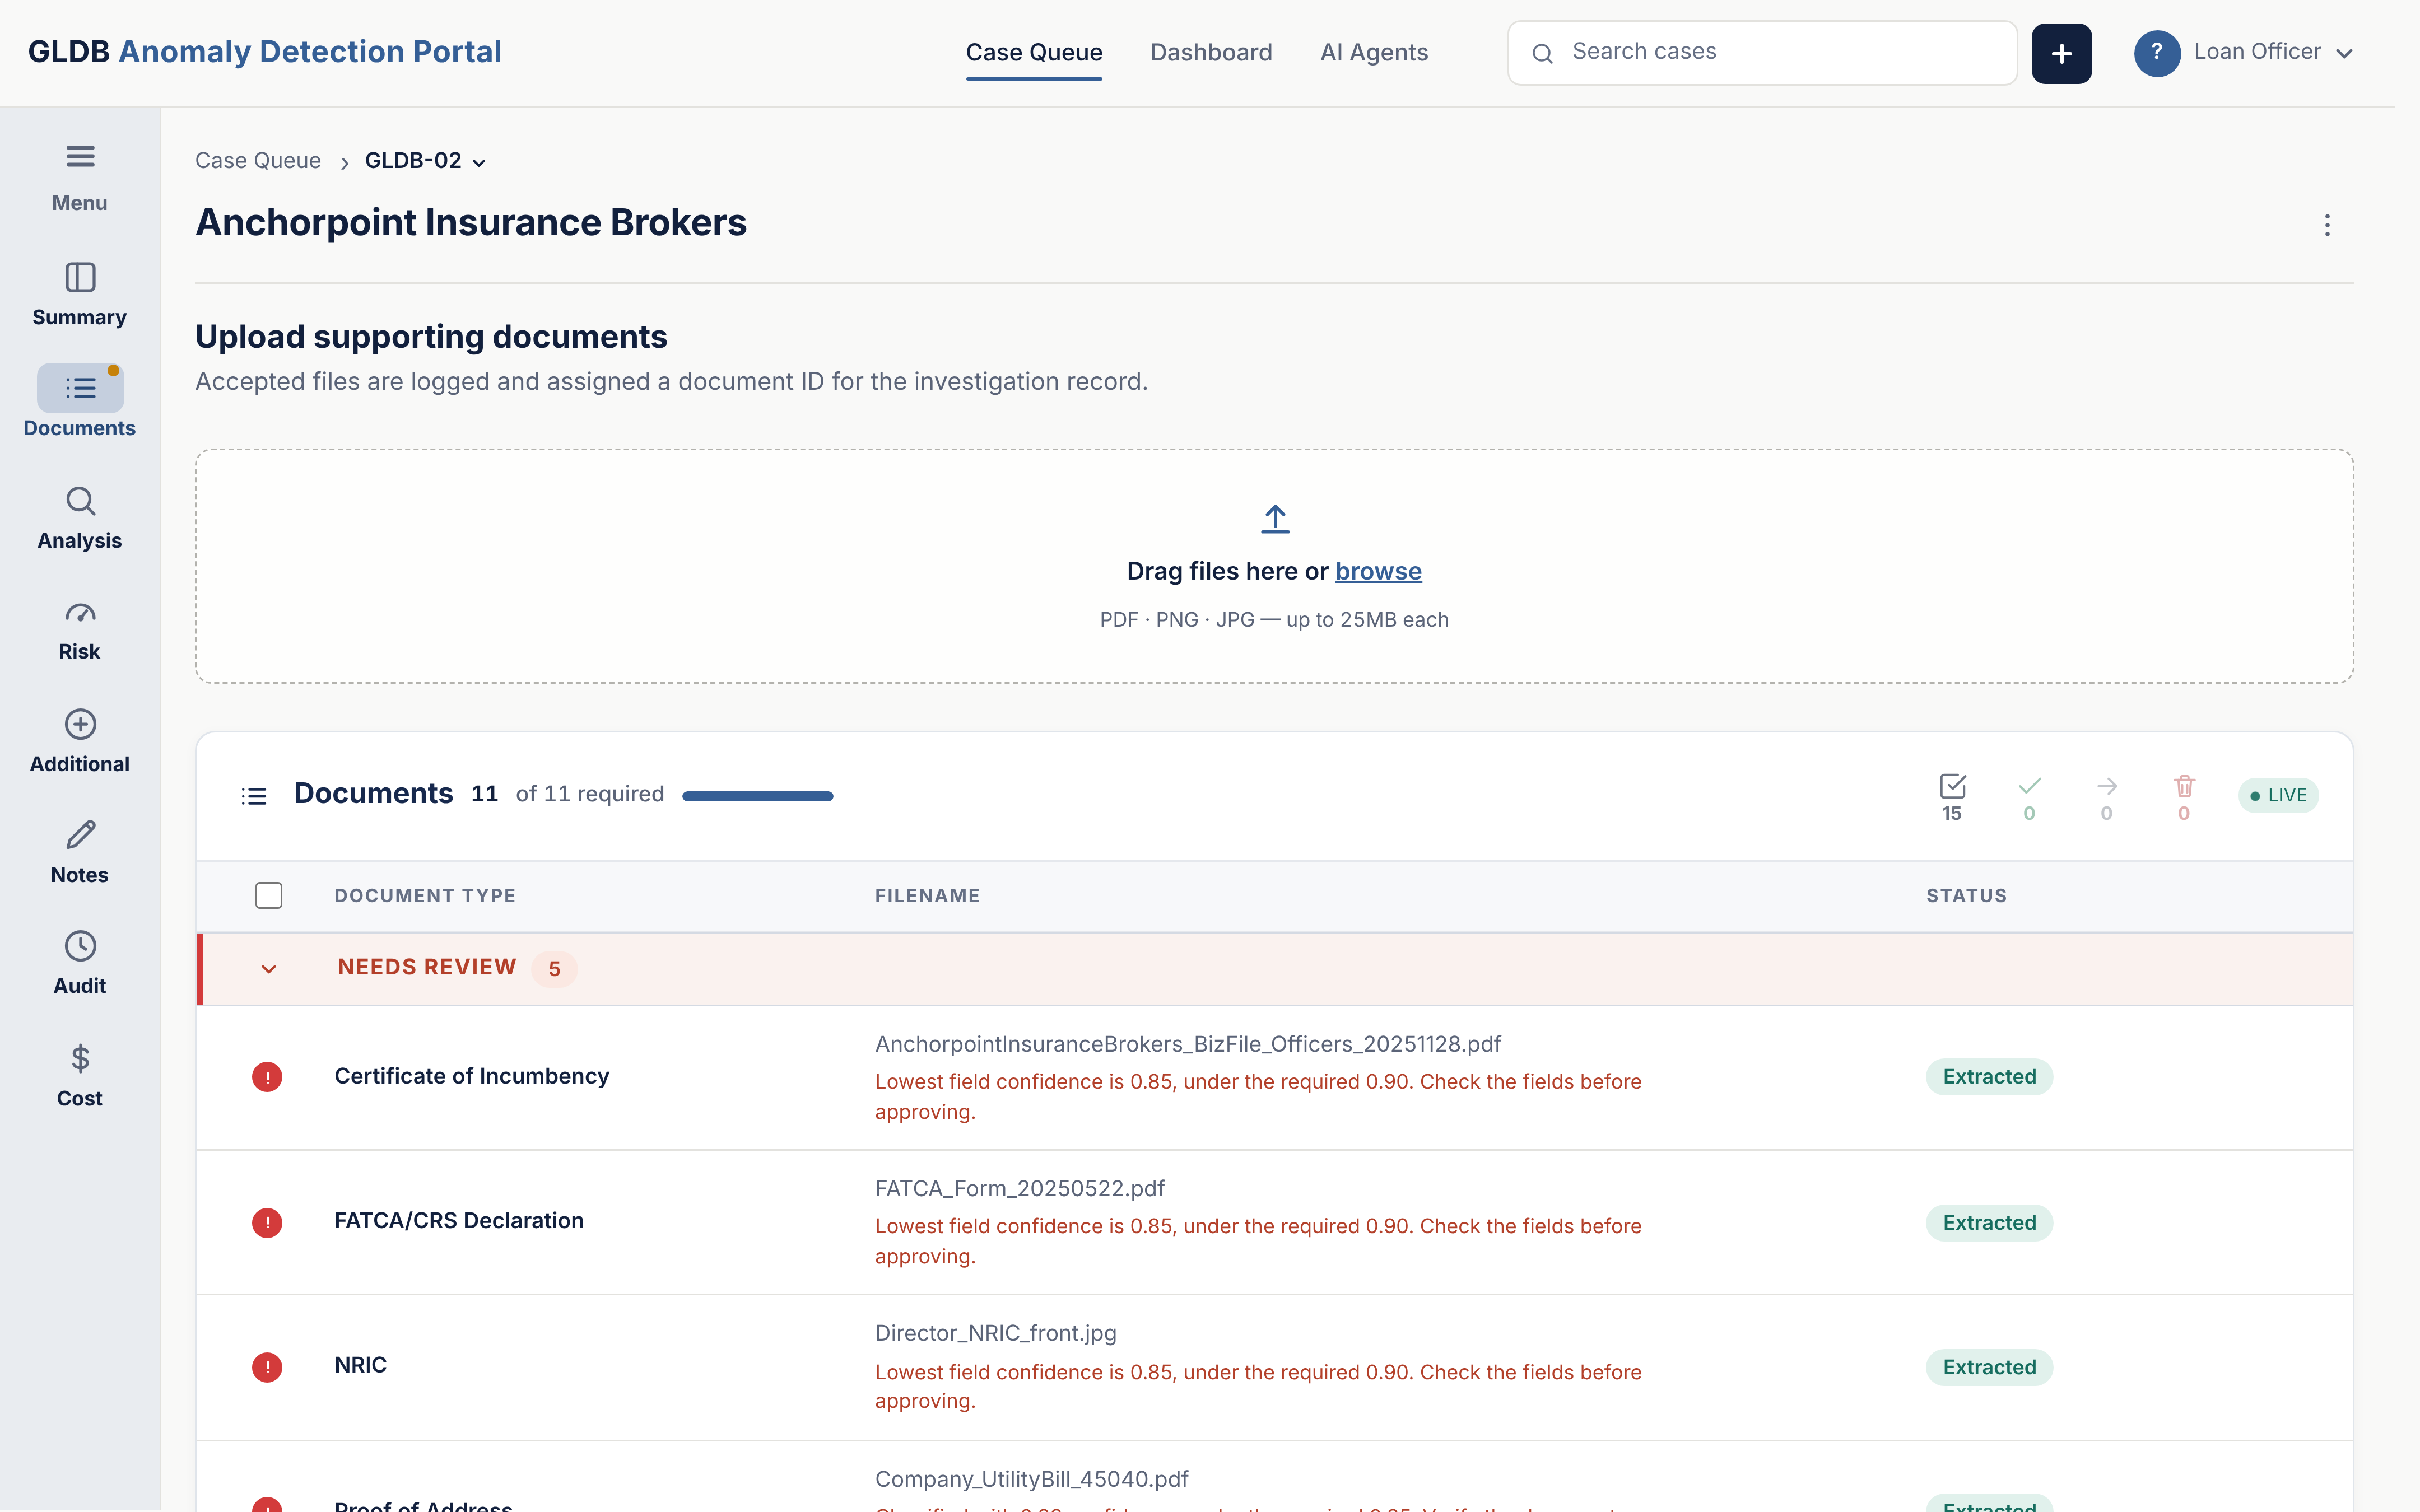 GLDB Anomaly Detection Portal
Case Queue
Dashboard
AI Agents
Search cases
?
Loan Officer
Menu
Summary
Documents
Analysis
Risk
Additional
Notes
Audit
Cost
Case Queue › GLDB-02
Anchorpoint Insurance Brokers
Upload supporting documents
Accepted files are logged and assigned a document ID for the investigation record.
Drag files here or browse
PDF · PNG · JPG — up to 25MB each
Documents 11 of 11 required
15
0
0
0
LIVE
DOCUMENT TYPE
FILENAME
STATUS
NEEDS REVIEW 5
Certificate of Incumbency
AnchorpointInsuranceBrokers_BizFile_Officers_20251128.pdf
Lowest field confidence is 0.85, under the required 0.90. Check the fields before
approving.
Extracted
FATCA/CRS Declaration
FATCA_Form_20250522.pdf
Lowest field confidence is 0.85, under the required 0.90. Check the fields before
approving.
Extracted
NRIC
Director_NRIC_front.jpg
Lowest field confidence is 0.85, under the required 0.90. Check the fields before
approving.
Extracted
Proof of Address
Company_UtilityBill_45040.pdf
Extracted